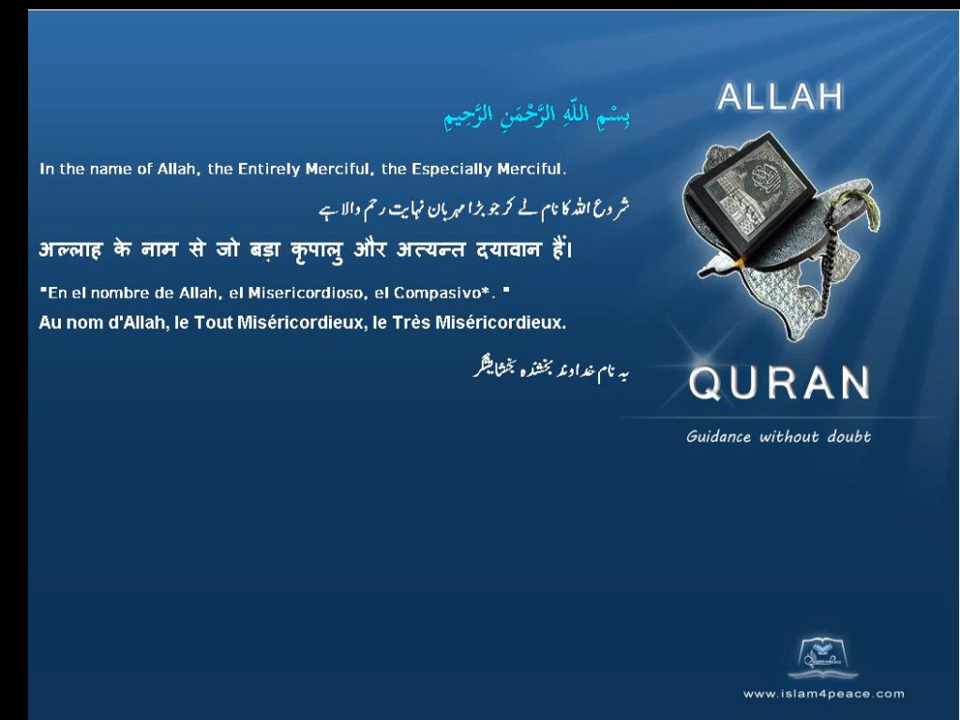 بِسْمِ اللَّهِ الرَّحْمَنِ الرَّحِيمِ
In the name of Allah, the Entirely Merciful, the Especially Merciful.
شروع الله کا نام لے کر جو بڑا مہربان نہایت رحم والا ہے
अल्लाह के नाम से जो बड़ा कृपालु और अत्यन्त दयावान हैं।
"En el nombre de Allah, el Misericordioso, el Compasivo*. "
Au nom d'Allah, le Tout Miséricordieux, le Très Miséricordieux.
به نام خداوند بخشنده بخشایشگر
ALLAH
QURAN
Guidance without doubt
www.islam4peace.com